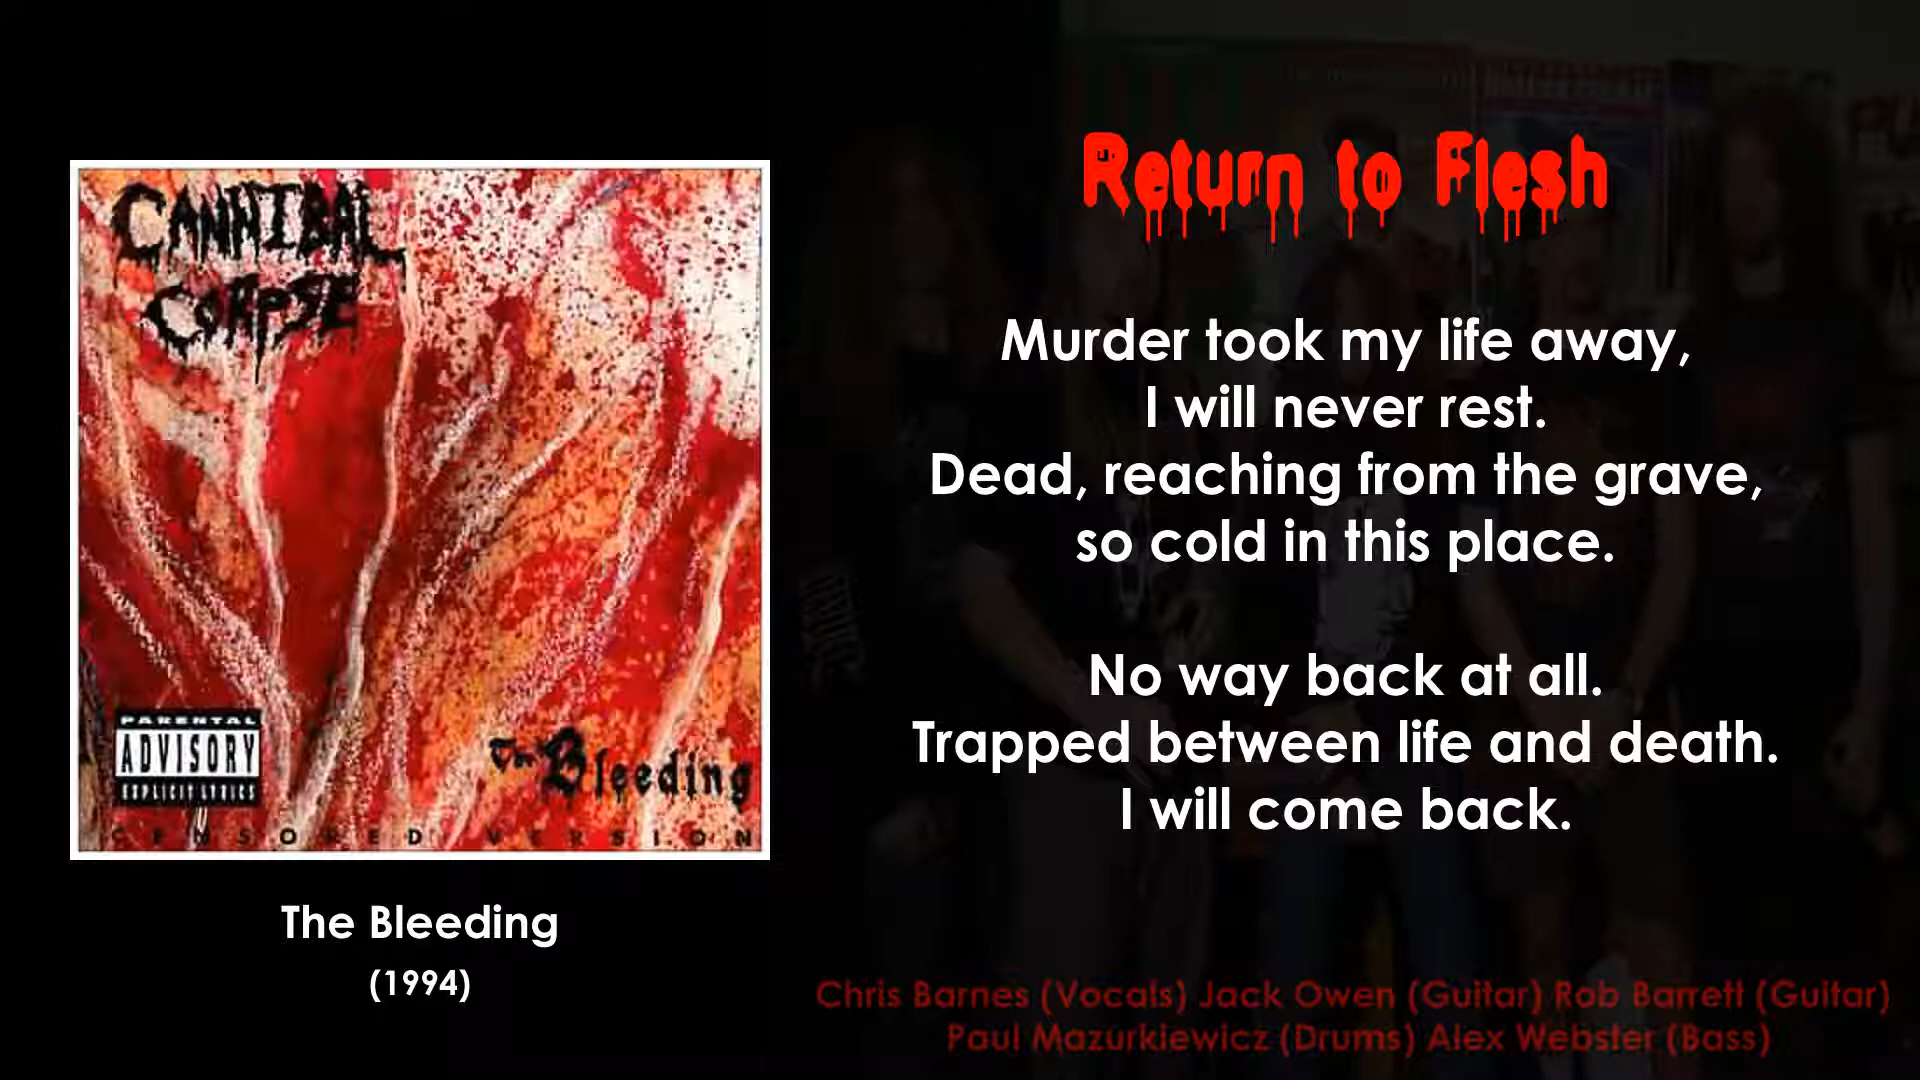 CANNIBAL
CORPSE
PARENTAL
ADVISORY
EXPLICIT LYRICS
The Bleeding
CENSORED VERSION
The Bleeding
(1994)
Return to Flesh
Murder took my life away,
I will never rest.
Dead, reaching from the grave,
so cold in this place.
No way back at all.
Trapped between life and death.
I will come back.
Chris Barnes (Vocals) Jack Owen (Guitar) Rob Barrett (Guitar)
Paul Mazurkiewicz (Drums) Alex Webster (Bass)